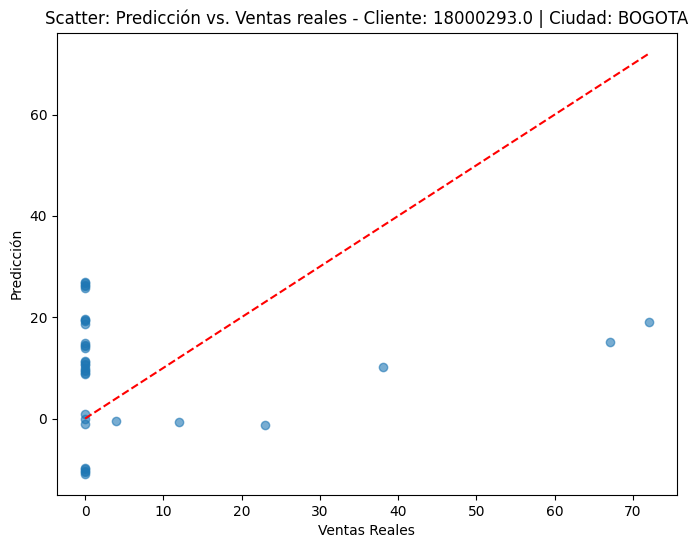 Scatter: Predicción vs. Ventas reales - Cliente: 18000293.0 | Ciudad: BOGOTA
60
40
20
0
Predicción
0 10 20 30 40 50 60 70
Ventas Reales